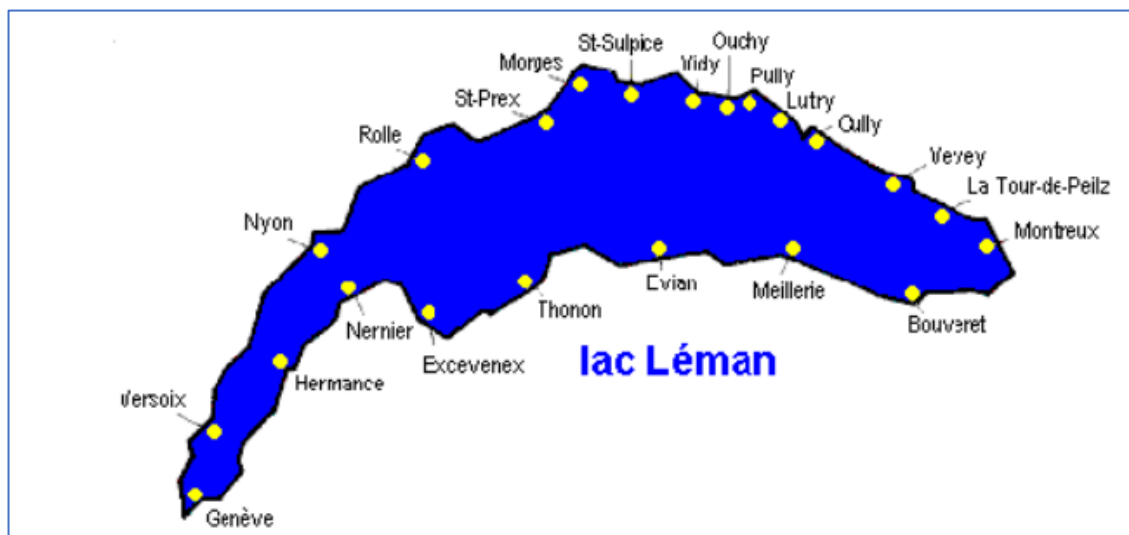 Ouchy
St-Sulpice
Vidy
Morges
Pully
St-Prex
Lutry
Rolle
Cully
Vevey
La Tour-de-Peilz
Nyon
Montreux
Evian
Meillerie
Thonon
Nernier
Bouveret
Excevenex
lac Léman
Hermance
Versoix
Genève